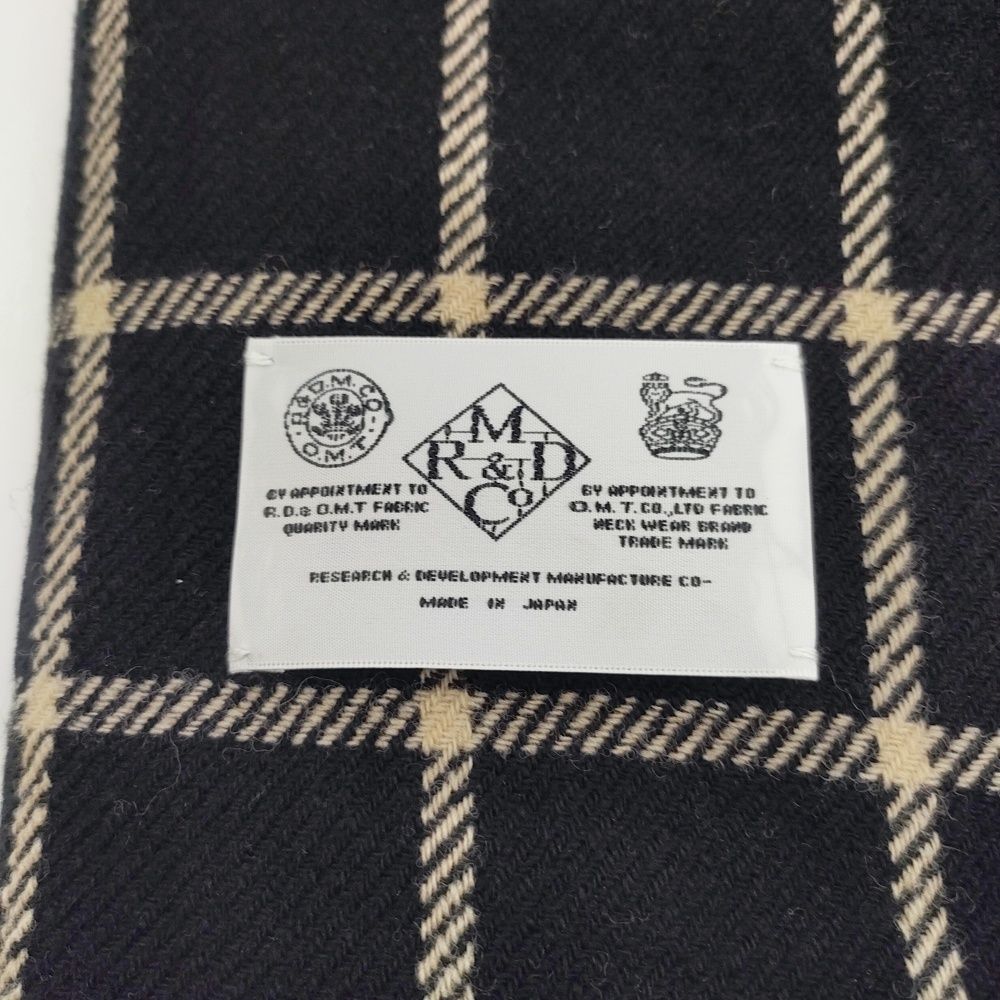 R&D.M.CO
O.M.T.
M
R & D
Co
BY APPOINTMENT TO
R.D.& O.M.T FABRIC
QUARITY MARK
BY APPOINTMENT TO
O.M.T.CO.,LTD FABRIC
NECK WEAR BRAND
TRADE MARK
RESEARCH & DEVELOPMENT MANUFACTURE CO-
MADE IN JAPAN